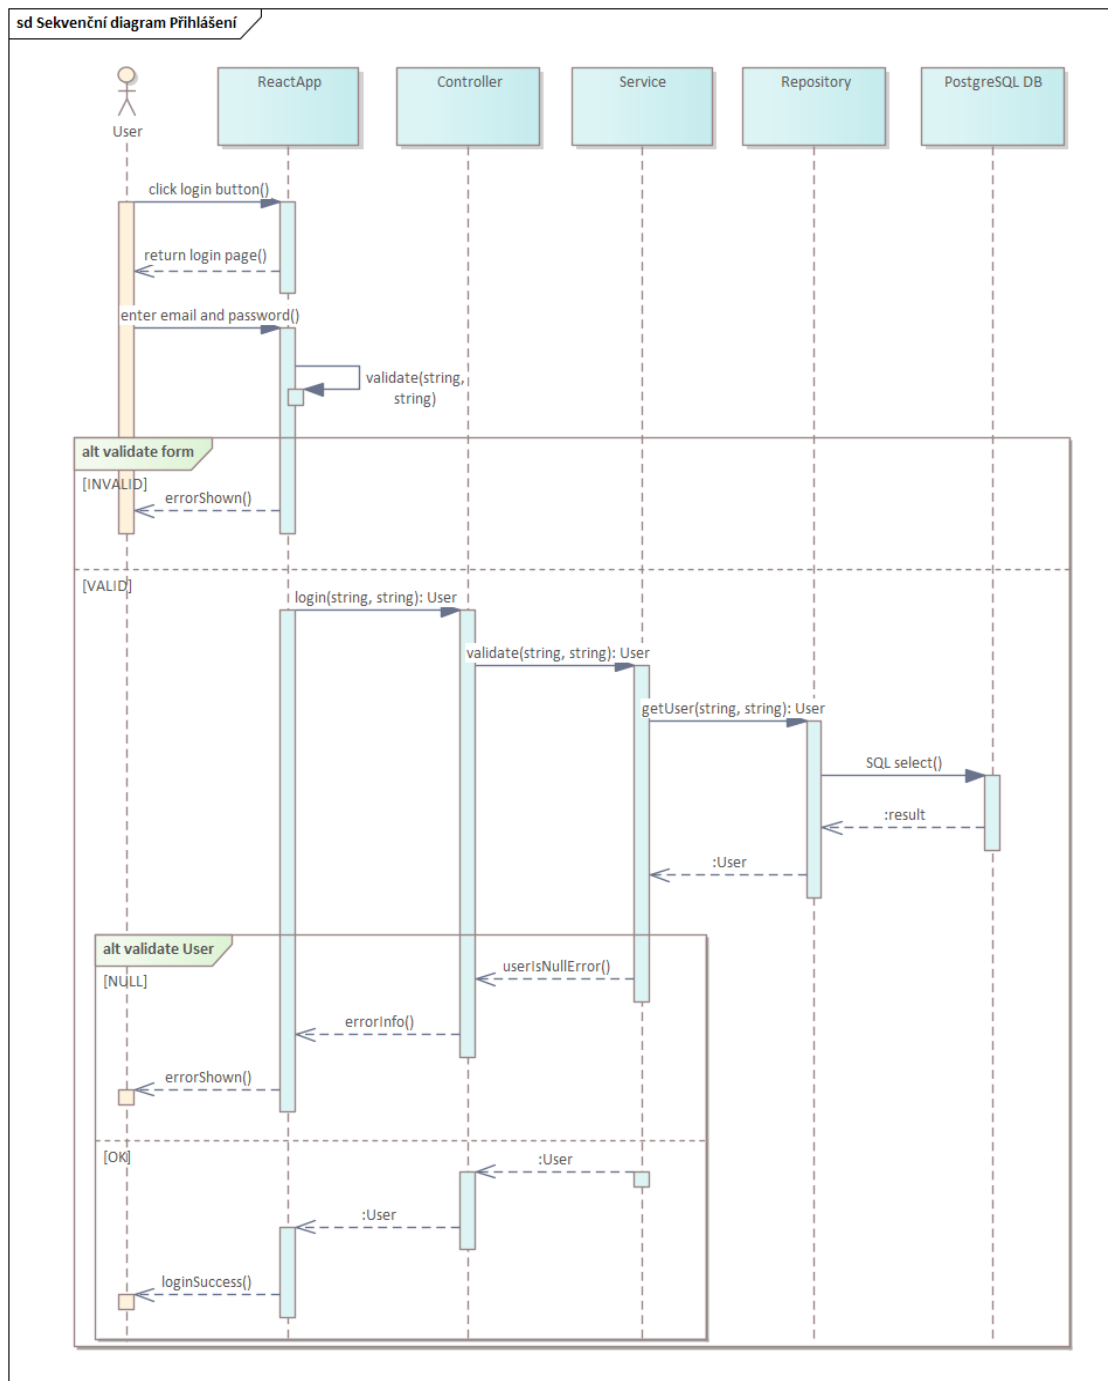 sd Sekvenční diagram Přihlášení
User
ReactApp
Controller
Service
Repository
PostgreSQL DB
click login button()
return login page()
enter email and password()
validate(string,
string)
alt validate form
[INVALID]
errorShown()
[VALID]
login(string, string): User
validate(string, string): User
getUser(string, string): User
SQL select()
:result
:User
alt validate User
[NULL]
userIsNullError()
errorInfo()
errorShown()
[OK]
:User
:User
loginSuccess()